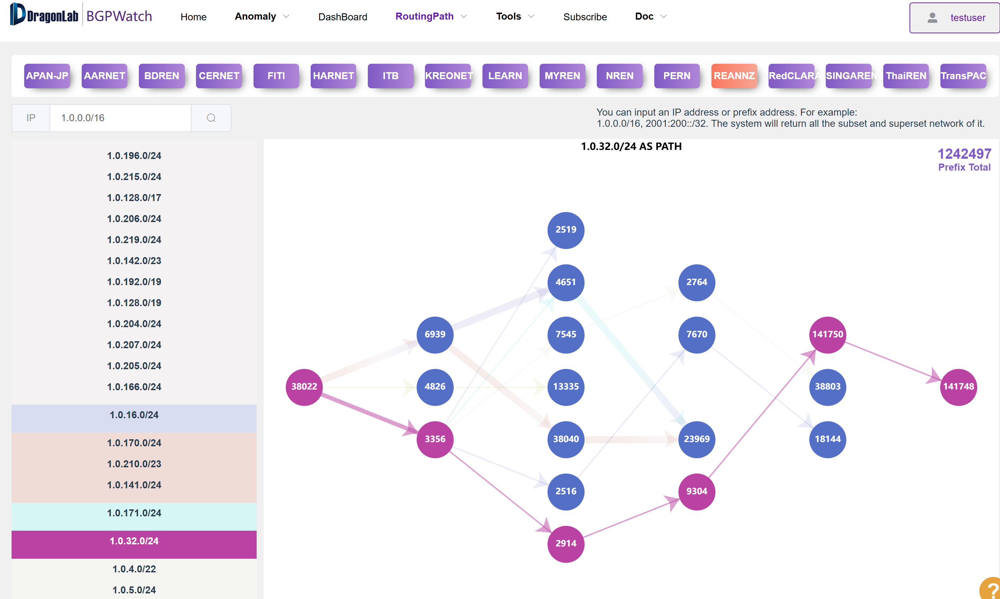 DragonLab BGPWatch
Home Anomaly DashBoard RoutingPath Tools Subscribe Doc testuser
APAN-JP AARNET BDREN CERNET FITI HARNET ITB KREONET LEARN MYREN NREN PERN REANNZ RedCLARA SINGAREN ThaiREN TransPAC
IP 1.0.0.0/16
You can input an IP address or prefix address. For example:
1.0.0.0/16, 2001:200::/32. The system will return all the subset and superset network of it.
1.0.196.0/24
1.0.215.0/24
1.0.128.0/17
1.0.206.0/24
1.0.219.0/24
1.0.142.0/23
1.0.192.0/19
1.0.128.0/19
1.0.204.0/24
1.0.207.0/24
1.0.205.0/24
1.0.166.0/24
1.0.16.0/24
1.0.170.0/24
1.0.210.0/23
1.0.141.0/24
1.0.171.0/24
1.0.32.0/24
1.0.4.0/22
1.0.5.0/24
1.0.32.0/24 AS PATH
1242497
Prefix Total
2519
4651 2764
6939 7545 7670 141750
38022 4826 13335 38803 141748
3356 38040 23969 18144
2516 9304
2914
?